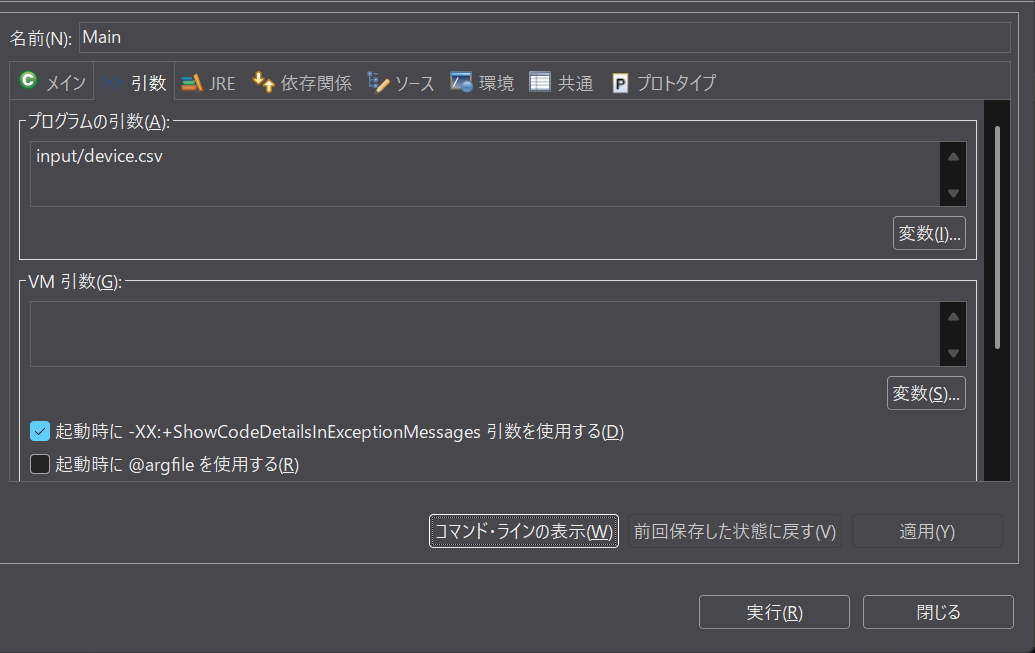 名前(N): Main
メイン 引数 JRE 依存関係 ソース 環境 共通 プロトタイプ
プログラムの引数(A):
input/device.csv
変数(I)...
VM 引数(G):
変数(S)...
起動時に -XX:+ShowCodeDetailsInExceptionMessages 引数を使用する(D)
起動時に @argfile を使用する(R)
コマンド・ラインの表示(W) 前回保存した状態に戻す(V) 適用(Y)
実行(R) 閉じる